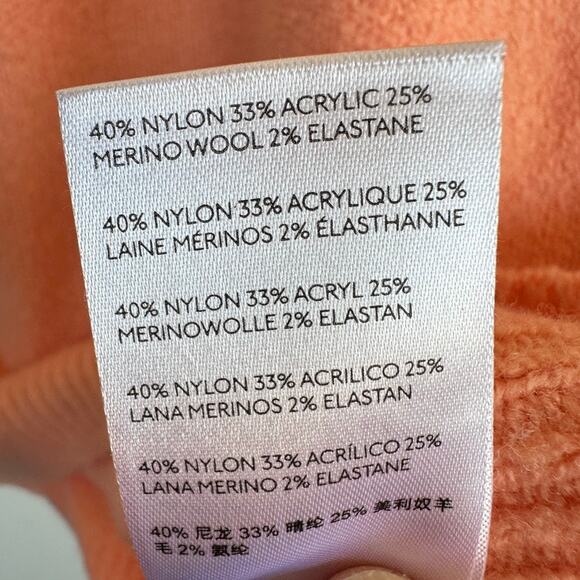 40% NYLON 33% ACRYLIC 25%
MERINO WOOL 2% ELASTANE
40% NYLON 33% ACRYLIQUE 25%
LAINE MÉRINOS 2% ÉLASTHANNE
40% NYLON 33% ACRYL 25%
MERINOWOLLE 2% ELASTAN
40% NYLON 33% ACRILICO 25%
LANA MERINOS 2% ELASTAN
40% NYLON 33% ACRÍLICO 25%
LANA MERINO 2% ELASTANE
40% 尼龙 33% 晴纶 25% 美利奴羊
毛 2% 氨纶